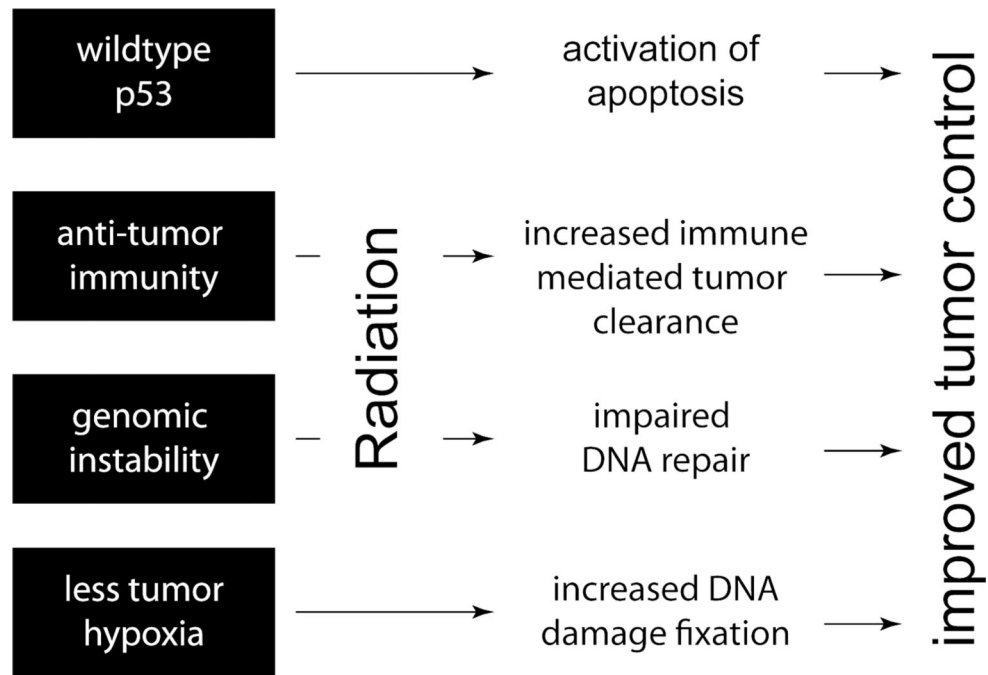 wildtype
p53
activation of
apoptosis
anti-tumor
immunity
increased immune
mediated tumor
clearance
Radiation
genomic
instability
impaired
DNA repair
less tumor
hypoxia
increased DNA
damage fixation
improved tumor control